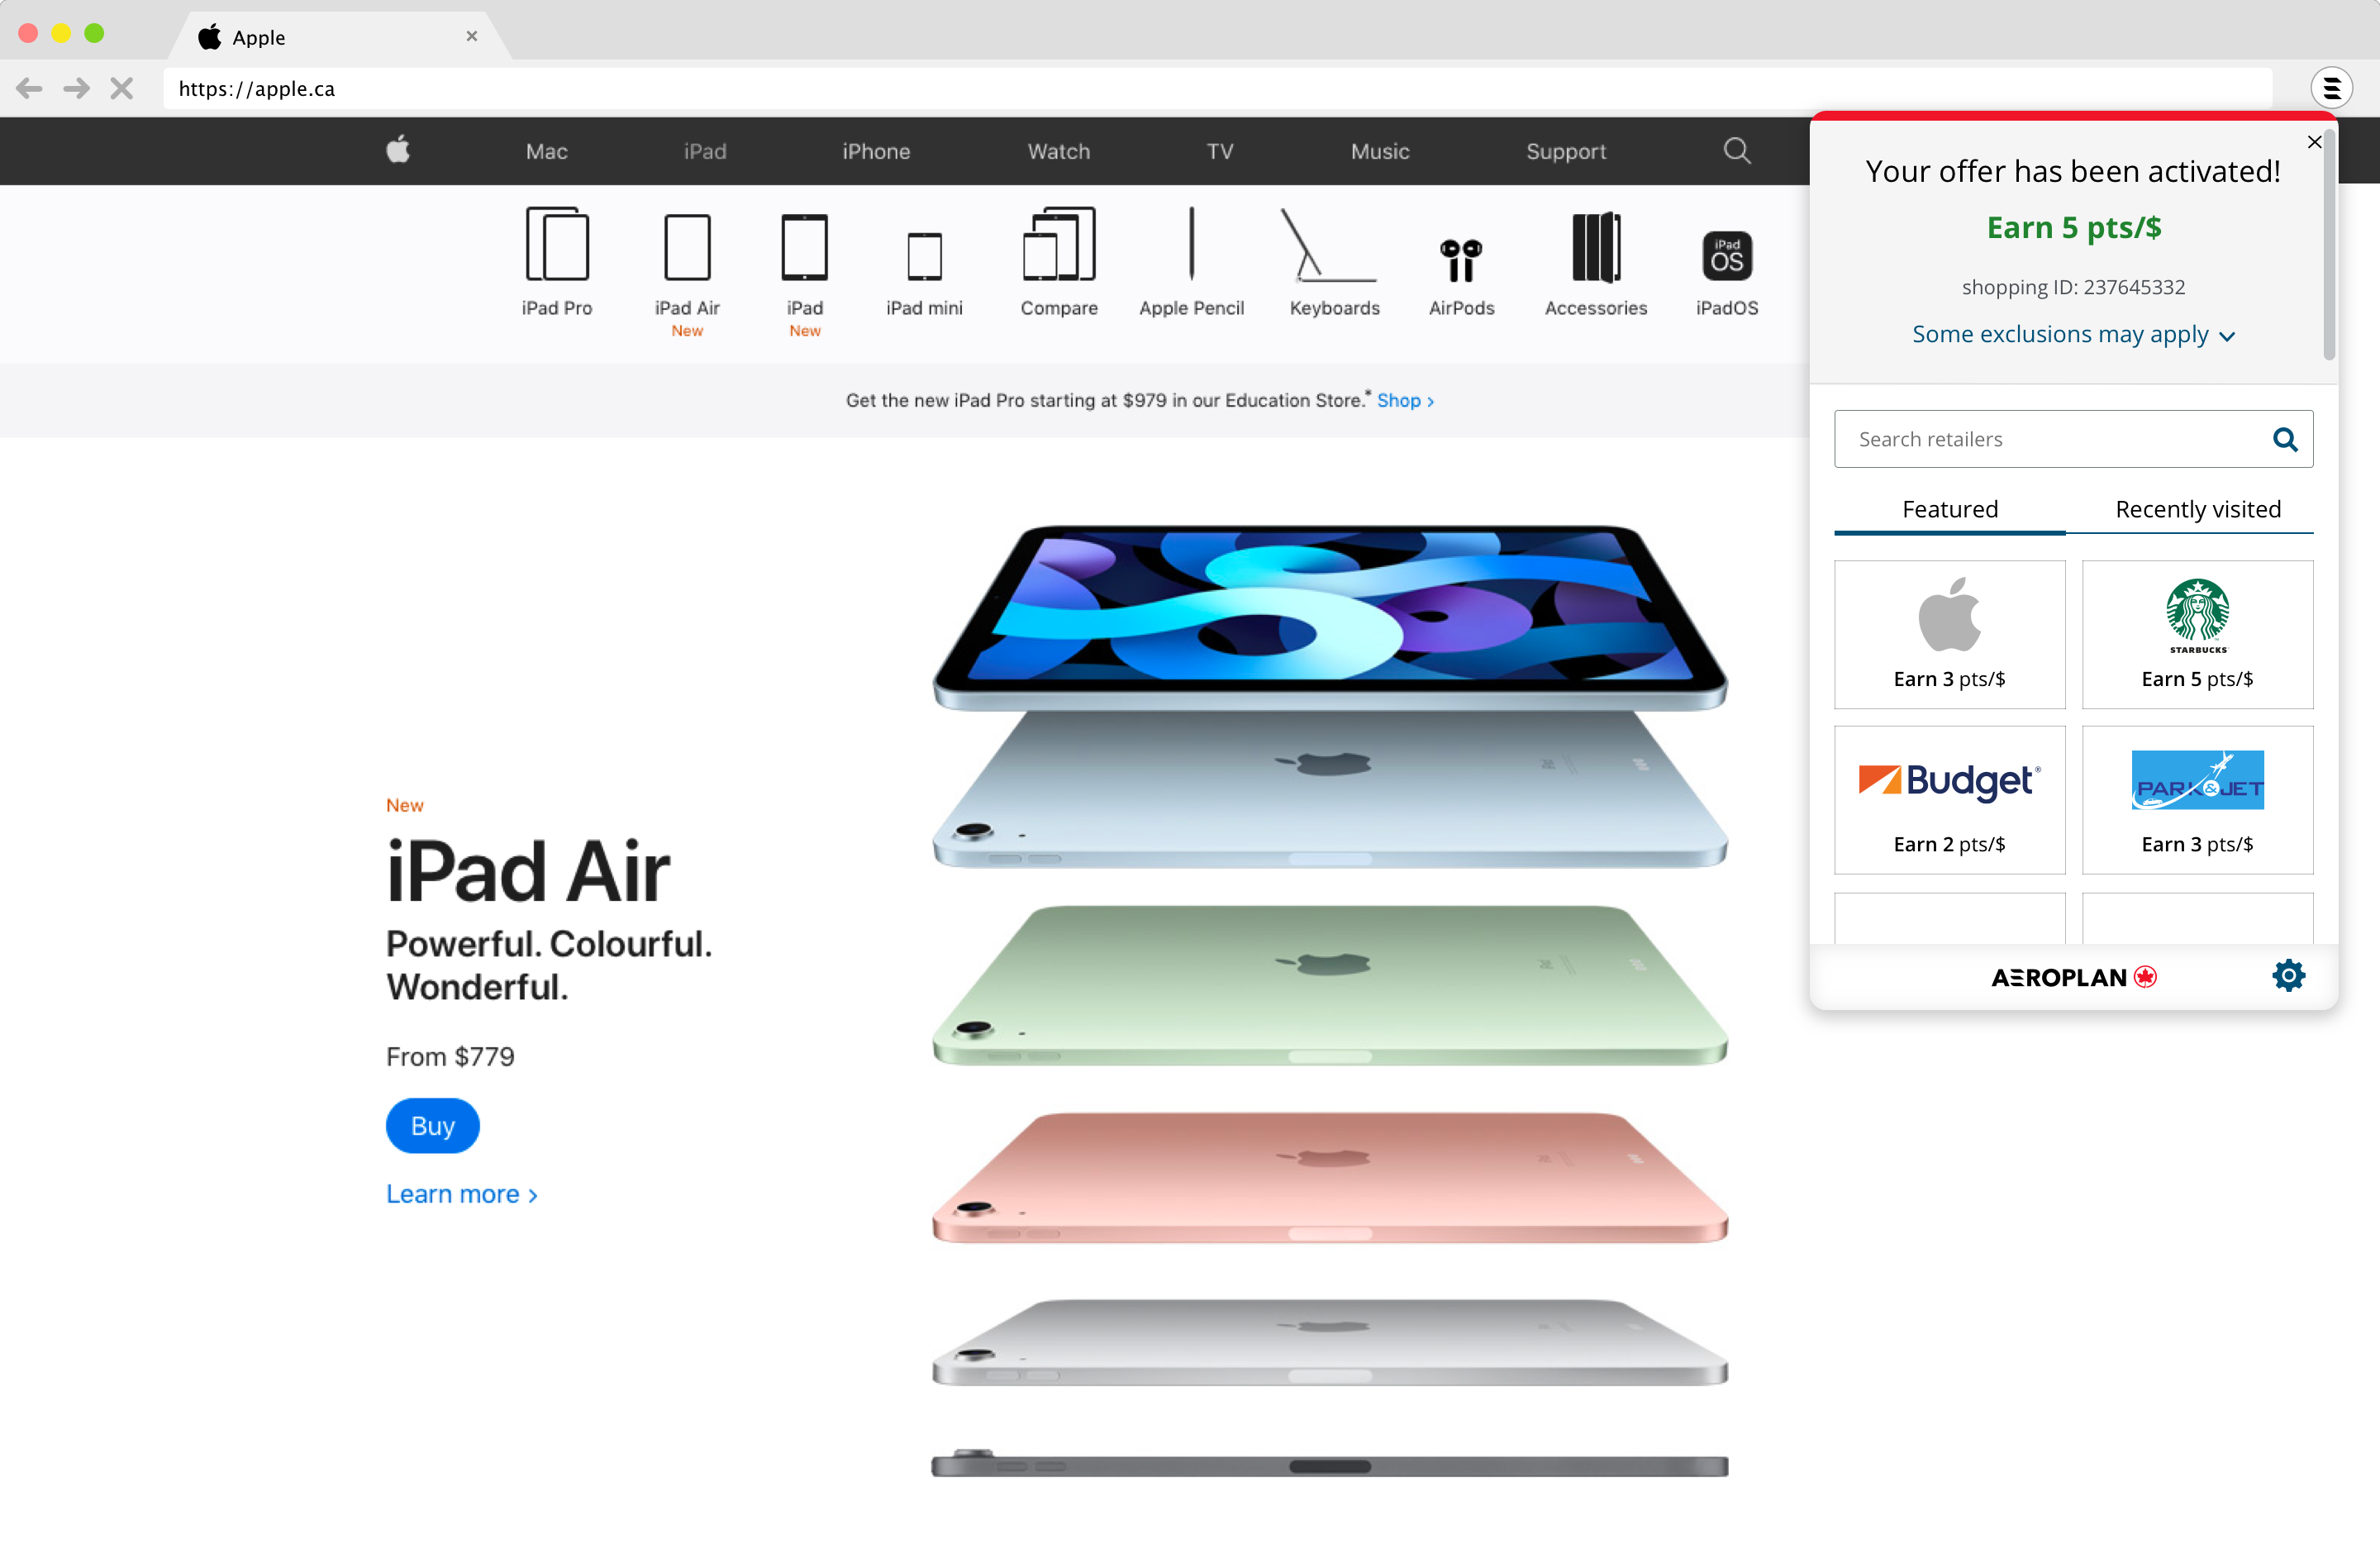 Apple
https://apple.ca
Mac
iPad
iPhone
Watch
TV
Music
Support
iPad Pro
iPad Air
New
iPad
New
iPad mini
Compare
Apple Pencil
Keyboards
AirPods
Accessories
iPad
OS
iPadOS
Get the new iPad Pro starting at $979 in our Education Store.* Shop >
New
iPad Air
Powerful. Colourful.
Wonderful.
From $779
Buy
Learn more >
Your offer has been activated!
Earn 5 pts/$
shopping ID: 237645332
Some exclusions may apply
Search retailers
Featured
Recently visited
Earn 3 pts/$
STARBUCKS
Earn 5 pts/$
Budget®
Earn 2 pts/$
PARK&JET
Earn 3 pts/$
AEROPLAN